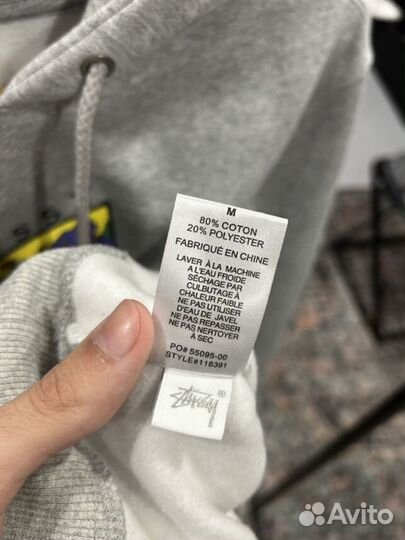 M
80% COTON
20% POLYESTER
FABRIQUÉ EN CHINE
LAVER À LA MACHINE
A L'EAU FROIDE
SÉCHAGE PAR
CULBUTAGE À
CHALEUR FAIBLE
NE PAS UTILISER
D'EAU DE JAVEL
NE PAS REPASSER
NE PAS NERTOYER
À SEC
PO# 55095-00
STYLE#118391
Stüssy®
Avito